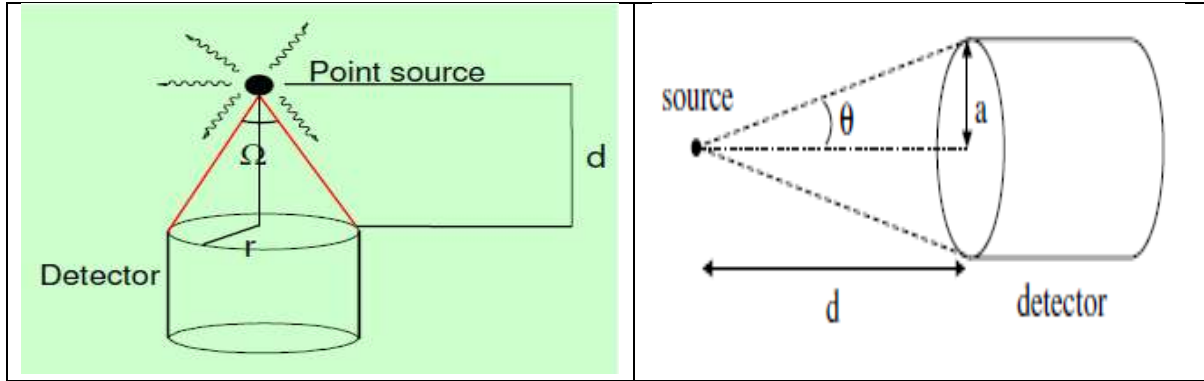 Point source
Ω
d
r
Detector
source
θ
a
d
detector